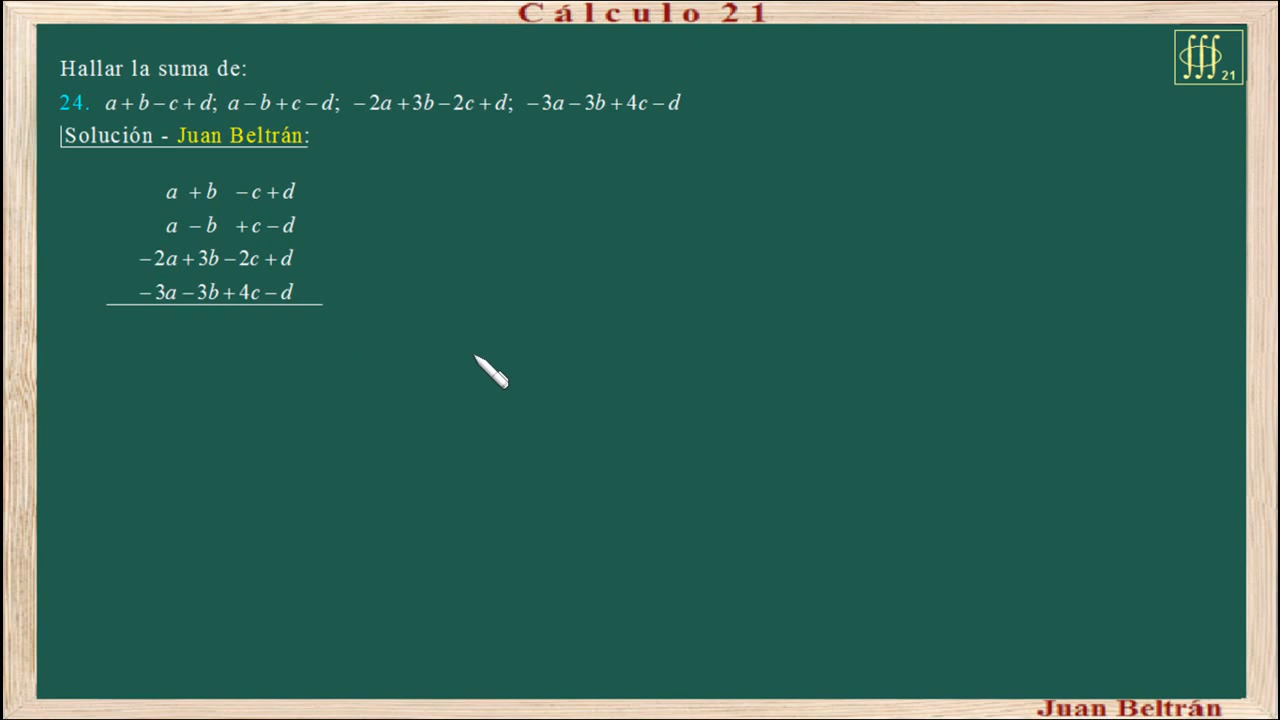 Cálculo 21
∰ 21
Hallar la suma de:
24. a+b−c+d; a−b+c−d; −2a+3b−2c+d; −3a−3b+4c−d
Solución - Juan Beltrán:
a +b −c+d
a −b +c−d
−2a+3b−2c+d
−3a−3b+4c−d
Juan Beltrán